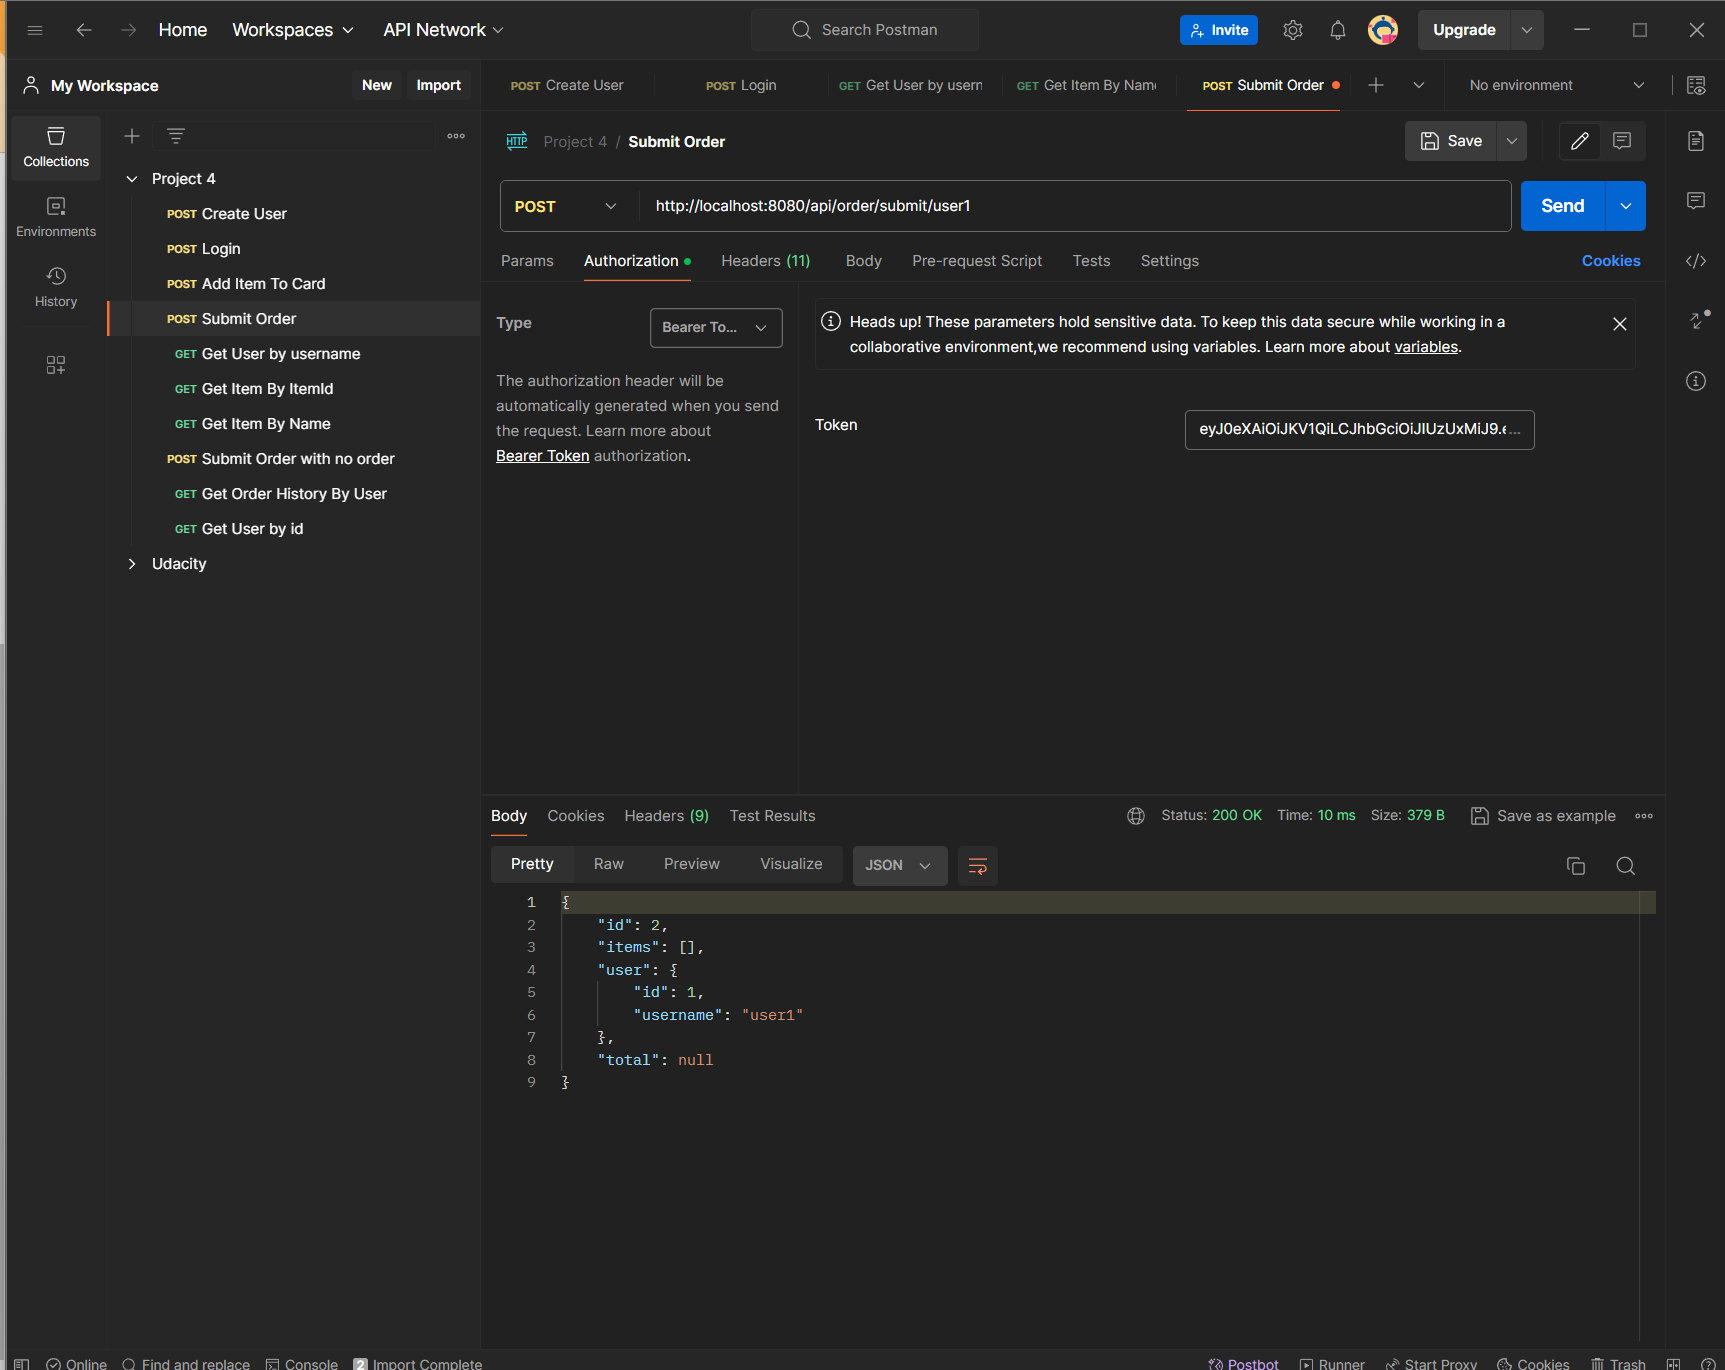 Home Workspaces API Network Search Postman Invite Upgrade
My Workspace New Import
POST Create User POST Login GET Get User by usern GET Get Item By Name POST Submit Order No environment
Collections
Environments
History
Project 4
POST Create User
POST Login
POST Add Item To Card
POST Submit Order
GET Get User by username
GET Get Item By ItemId
GET Get Item By Name
POST Submit Order with no order
GET Get Order History By User
GET Get User by id
Udacity
HTTP Project 4 / Submit Order Save
POST http://localhost:8080/api/order/submit/user1 Send
Params Authorization Headers (11) Body Pre-request Script Tests Settings Cookies
Type Bearer To...
The authorization header will be
automatically generated when you send
the request. Learn more about
Bearer Token authorization.
Heads up! These parameters hold sensitive data. To keep this data secure while working in a
collaborative environment,we recommend using variables. Learn more about variables.
Token eyJ0eXAiOiJKV1QiLCJhbGciOiJIUzUxMiJ9.e...
Body Cookies Headers (9) Test Results Status: 200 OK Time: 10 ms Size: 379 B Save as example
Pretty Raw Preview Visualize JSON
1 {
2 "id": 2,
3 "items": [],
4 "user": {
5 "id": 1,
6 "username": "user1"
7 },
8 "total": null
9 }
Online Find and replace Console 2 Import Complete Postbot Runner Start Proxy Cookies Trash